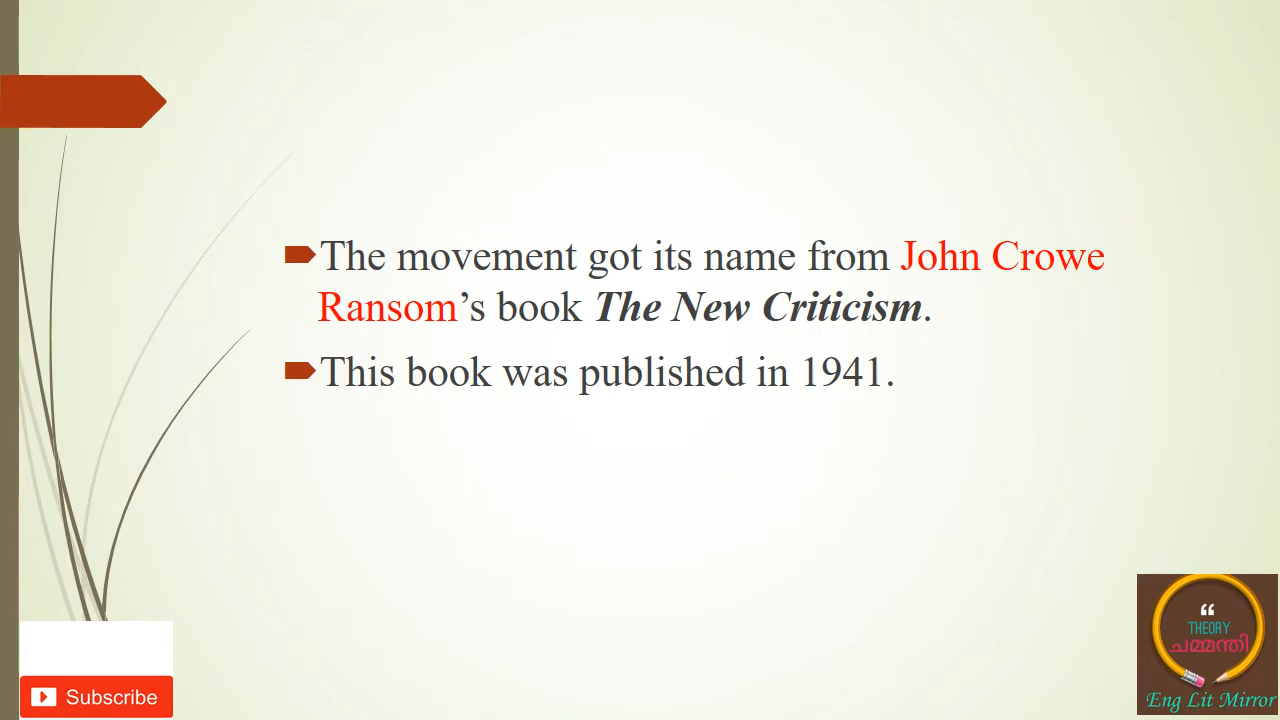 The movement got its name from John Crowe
Ransom’s book The New Criticism.
This book was published in 1941.
“
THEORY
ചമ്മന്തി
Eng Lit Mirror
Subscribe